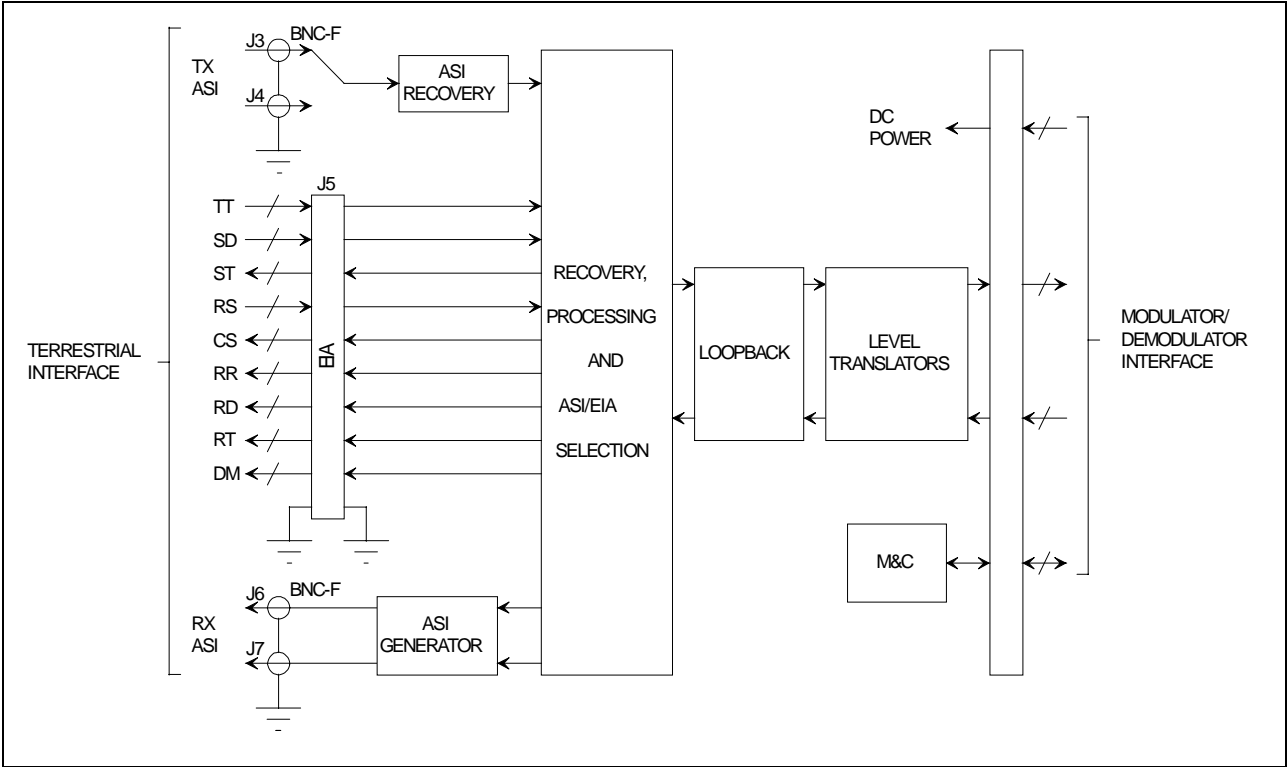 TERRESTRIAL
INTERFACE
TX
ASI
J3
BNC-F
J4
ASI
RECOVERY
J5
TT
SD
ST
RS
CS
RR
RD
RT
DM
EIA
RX
ASI
J6
BNC-F
J7
ASI
GENERATOR
RECOVERY,
PROCESSING
AND
ASI/EIA
SELECTION
LOOPBACK
LEVEL
TRANSLATORS
DC
POWER
M&C
MODULATOR/
DEMODULATOR
INTERFACE